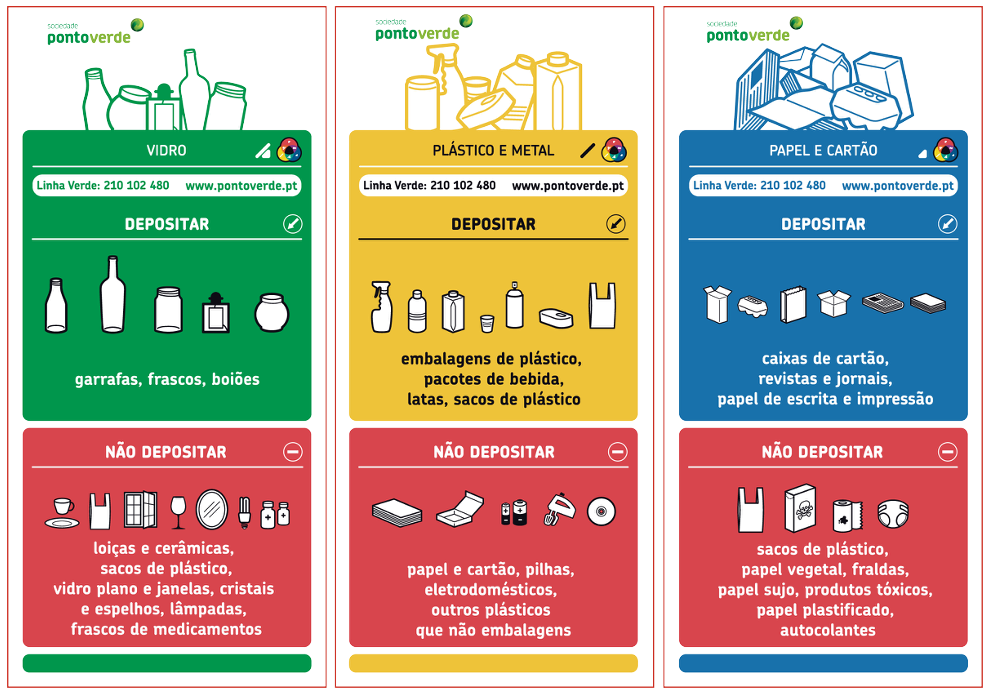 sociedade
pontoverde
VIDRO
Linha Verde: 210 102 480 www.pontoverde.pt
DEPOSITAR
garrafas, frascos, boiões
NÃO DEPOSITAR
loiças e cerâmicas,
sacos de plástico,
vidro plano e janelas, cristais
e espelhos, lâmpadas,
frascos de medicamentos
sociedade
pontoverde
PLÁSTICO E METAL
Linha Verde: 210 102 480 www.pontoverde.pt
DEPOSITAR
embalagens de plástico,
pacotes de bebida,
latas, sacos de plástico
NÃO DEPOSITAR
papel e cartão, pilhas,
eletrodomésticos,
outros plásticos
que não embalagens
sociedade
pontoverde
PAPEL E CARTÃO
Linha Verde: 210 102 480 www.pontoverde.pt
DEPOSITAR
caixas de cartão,
revistas e jornais,
papel de escrita e impressão
NÃO DEPOSITAR
sacos de plástico,
papel vegetal, fraldas,
papel sujo, produtos tóxicos,
papel plastificado,
autocolantes